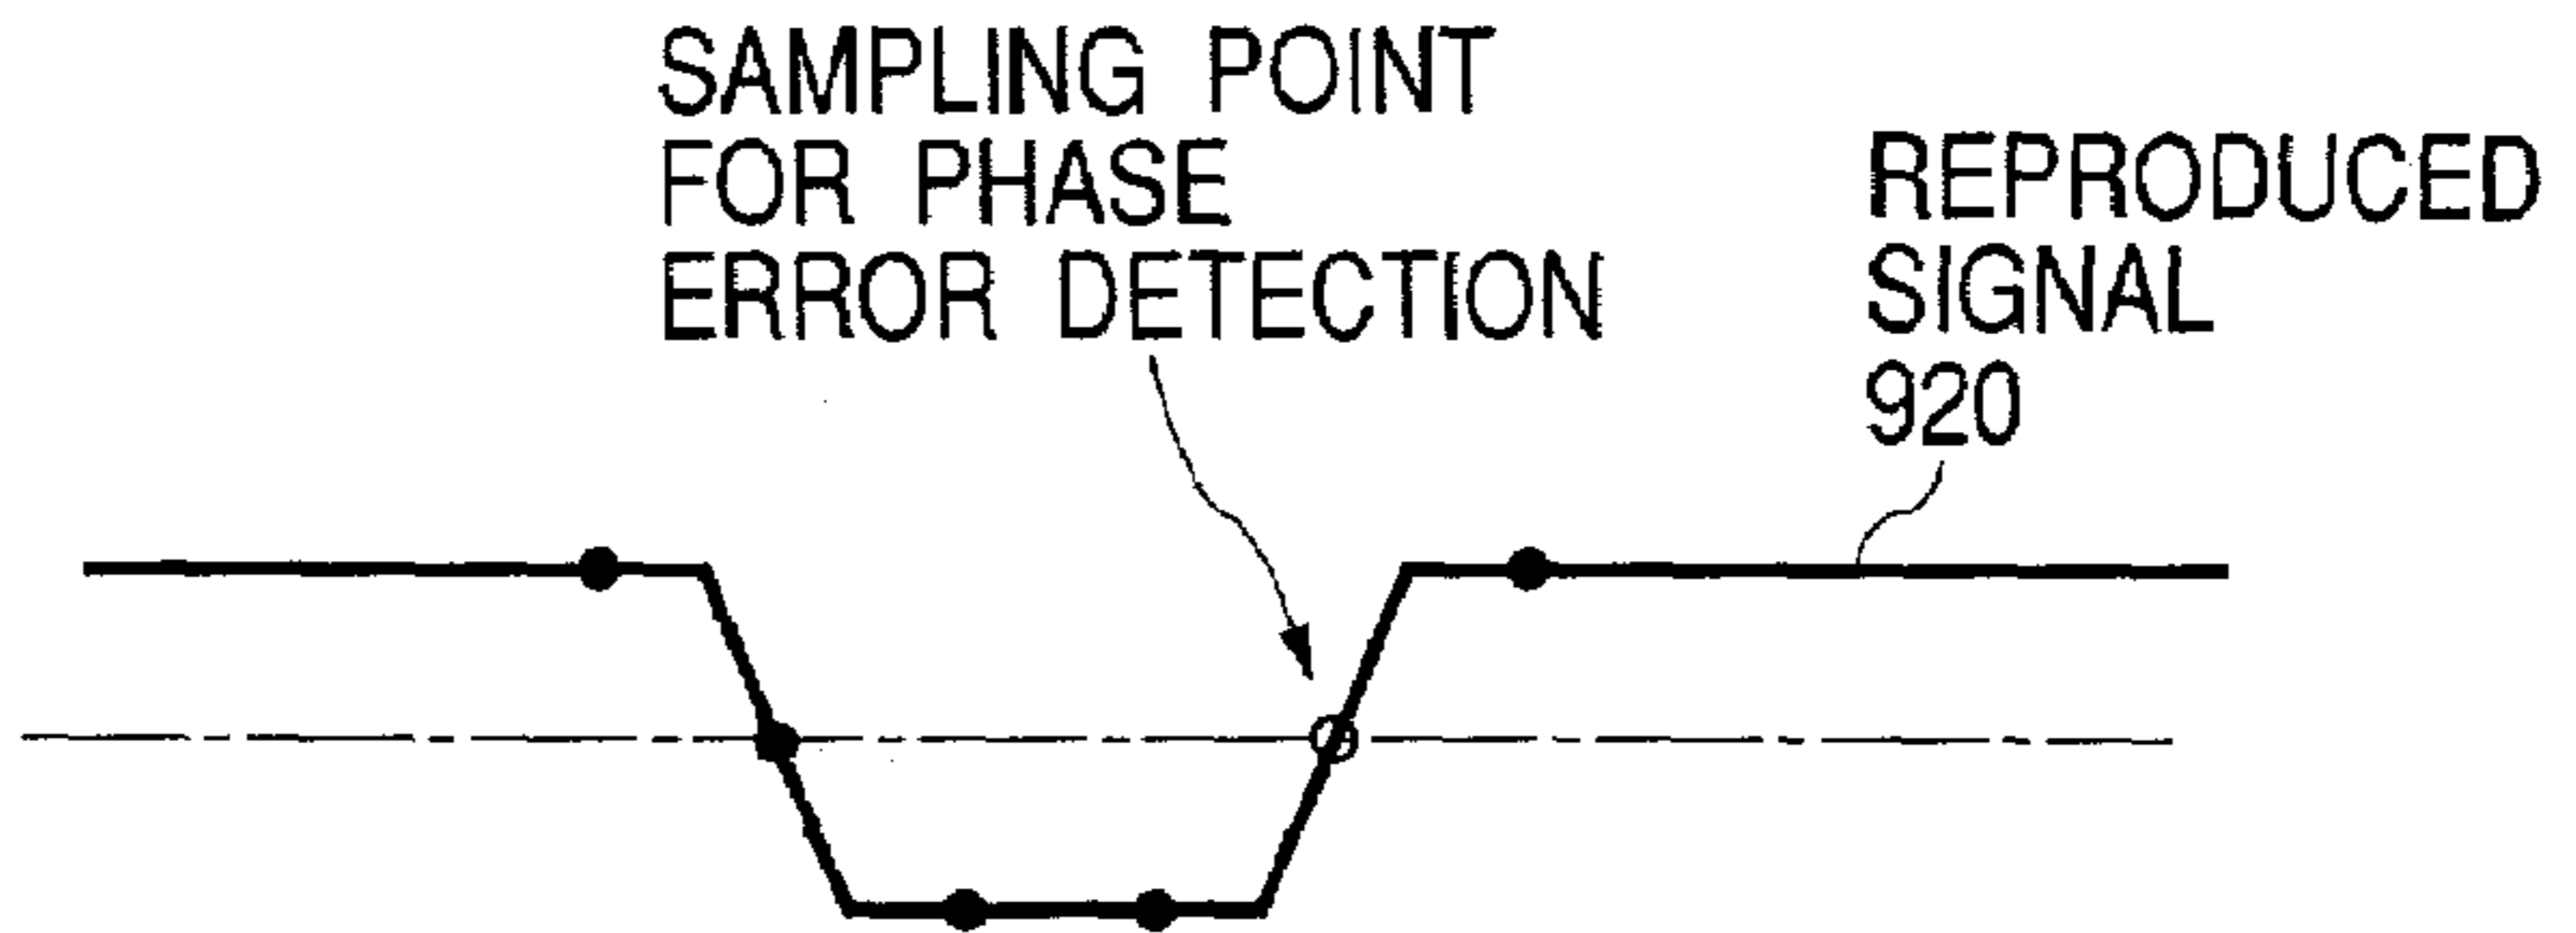 SAMPLING POINT
FOR PHASE
ERROR DETECTION
REPRODUCED
SIGNAL
920